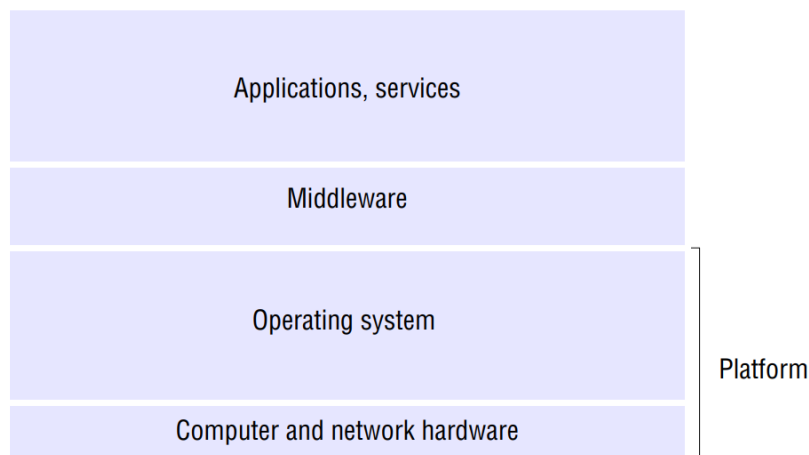 Applications, services
Middleware
Operating system
Platform
Computer and network hardware